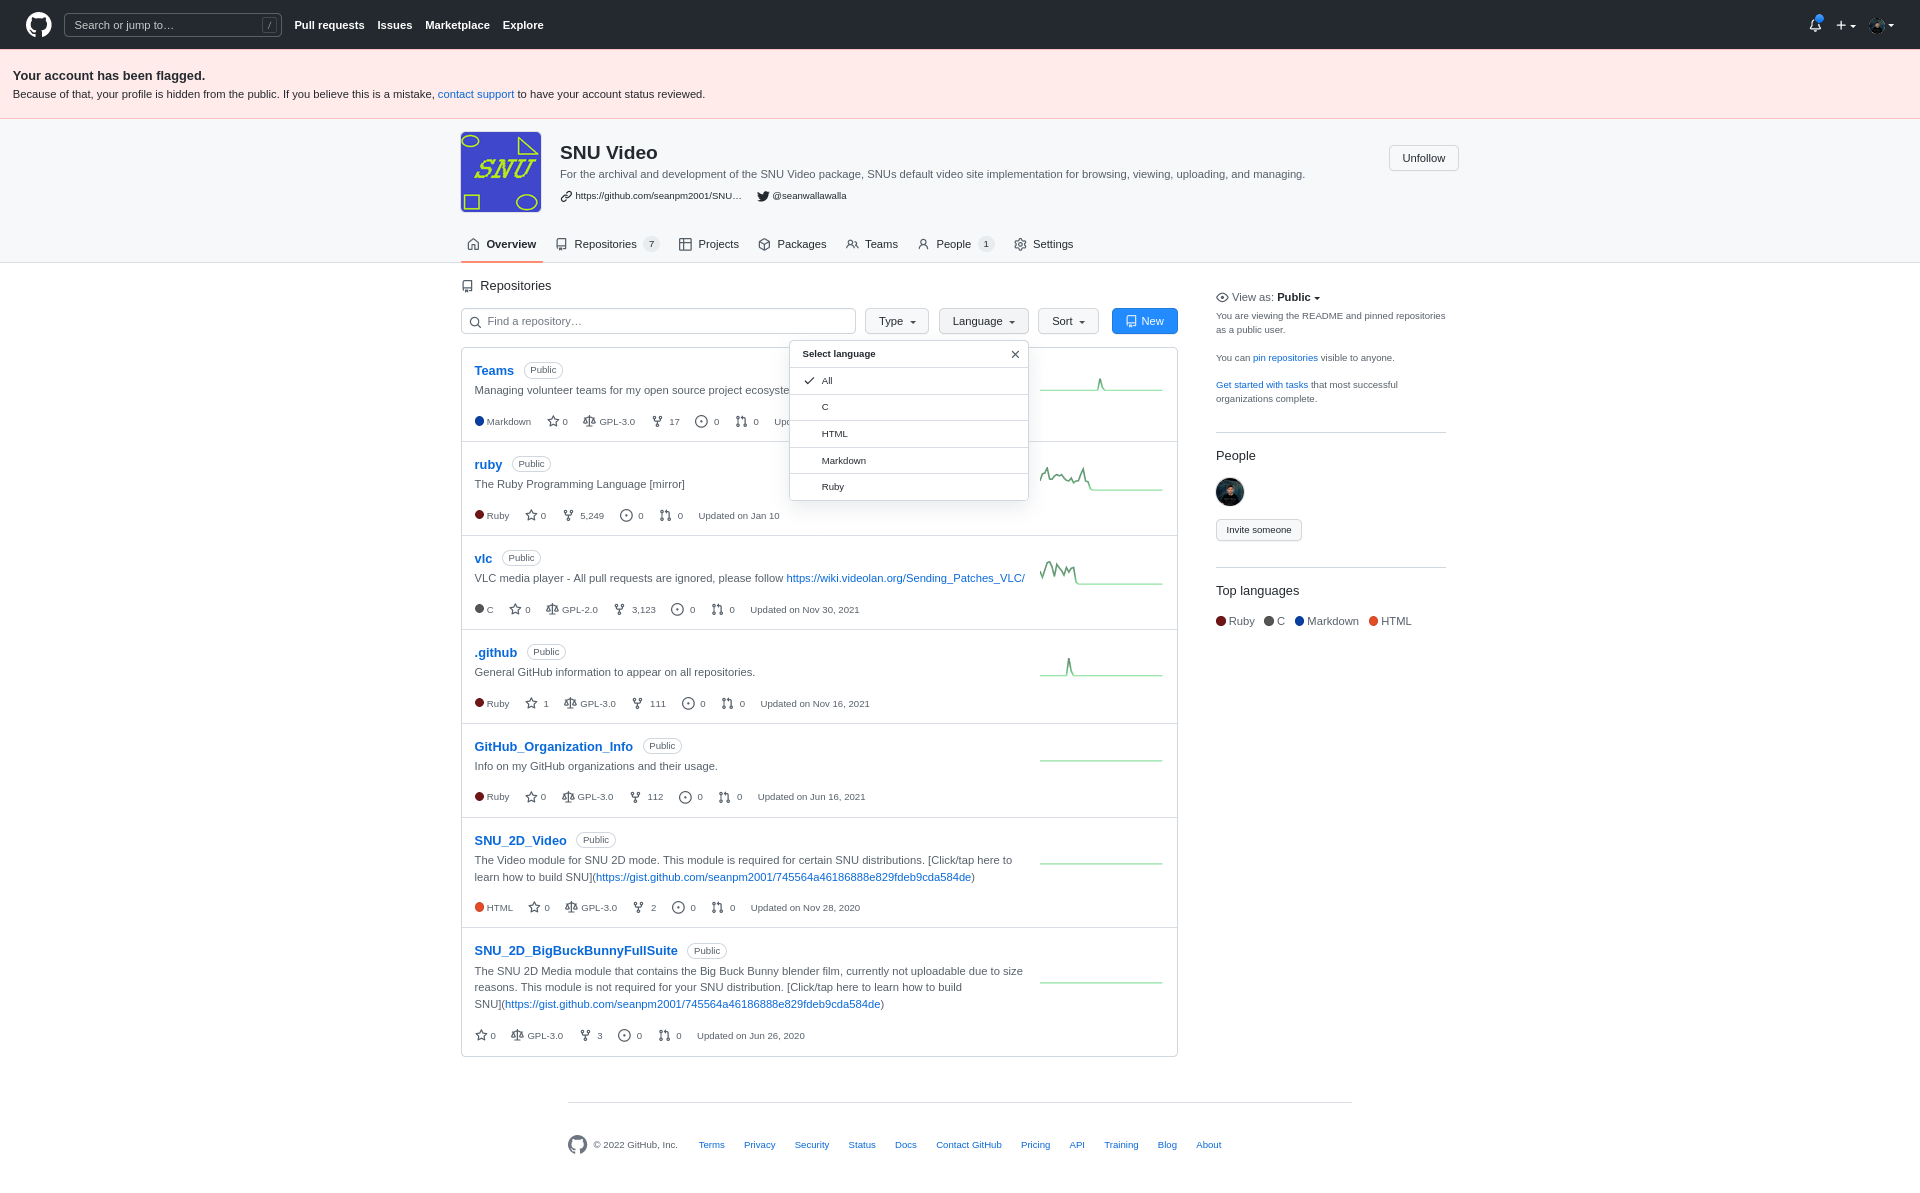 Search or jump to…
/
Pull requests Issues Marketplace Explore
Your account has been flagged.
Because of that, your profile is hidden from the public. If you believe this is a mistake, contact support to have your account status reviewed.
SNU
SNU Video
Unfollow
For the archival and development of the SNU Video package, SNUs default video site implementation for browsing, viewing, uploading, and managing.
https://github.com/seanpm2001/SNU… @seanwallawalla
Overview Repositories 7 Projects Packages Teams People 1 Settings
Repositories
Find a repository…
Type Language Sort New
Select language
All
C
HTML
Markdown
Ruby
Teams Public
Managing volunteer teams for my open source project ecosyste
Markdown 0 GPL-3.0 17 0 0
ruby Public
The Ruby Programming Language [mirror]
Ruby 0 5,249 0 0 Updated on Jan 10
vlc Public
VLC media player - All pull requests are ignored, please follow https://wiki.videolan.org/Sending_Patches_VLC/
C 0 GPL-2.0 3,123 0 0 Updated on Nov 30, 2021
.github Public
General GitHub information to appear on all repositories.
Ruby 1 GPL-3.0 111 0 0 Updated on Nov 16, 2021
GitHub_Organization_Info Public
Info on my GitHub organizations and their usage.
Ruby 0 GPL-3.0 112 0 0 Updated on Jun 16, 2021
SNU_2D_Video Public
The Video module for SNU 2D mode. This module is required for certain SNU distributions. [Click/tap here to
learn how to build SNU](https://gist.github.com/seanpm2001/745564a46186888e829fdeb9cda584de)
HTML 0 GPL-3.0 2 0 0 Updated on Nov 28, 2020
SNU_2D_BigBuckBunnyFullSuite Public
The SNU 2D Media module that contains the Big Buck Bunny blender film, currently not uploadable due to size
reasons. This module is not required for your SNU distribution. [Click/tap here to learn how to build
SNU](https://gist.github.com/seanpm2001/745564a46186888e829fdeb9cda584de)
0 GPL-3.0 3 0 0 Updated on Jun 26, 2020
View as: Public
You are viewing the README and pinned repositories
as a public user.
You can pin repositories visible to anyone.
Get started with tasks that most successful
organizations complete.
People
Invite someone
Top languages
Ruby C Markdown HTML
© 2022 GitHub, Inc. Terms Privacy Security Status Docs Contact GitHub Pricing API Training Blog About